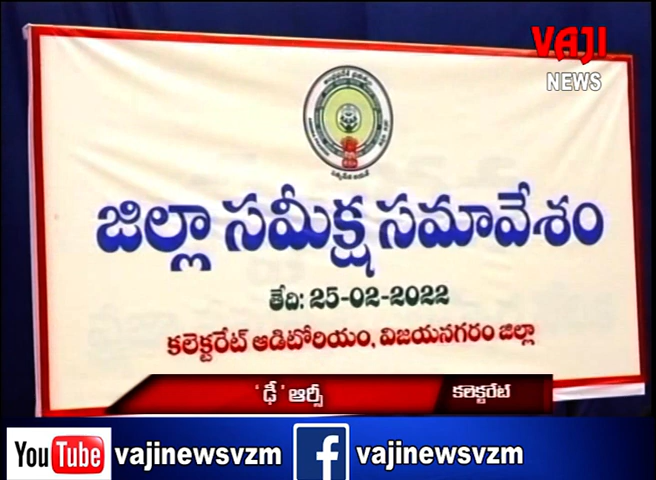 VAJI
NEWS
జిల్లా సమీక్ష సమావేశం
తేది: 25-02-2022
కలెక్టరేట్ ఆడిటోరియం, విజయనగరం జిల్లా
'ఢీ' ఆర్సీ కలెక్టరేట్
YouTube vajinewsvzm f vajinewsvzm